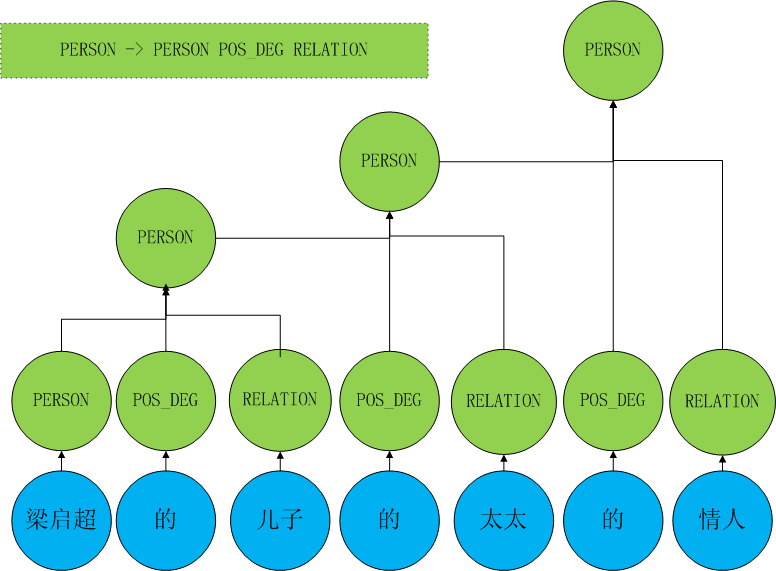 PERSON -> PERSON POS_DEG RELATION
PERSON
PERSON
PERSON
PERSON POS_DEG RELATION POS_DEG RELATION POS_DEG RELATION
梁启超 的 儿子 的 太太 的 情人